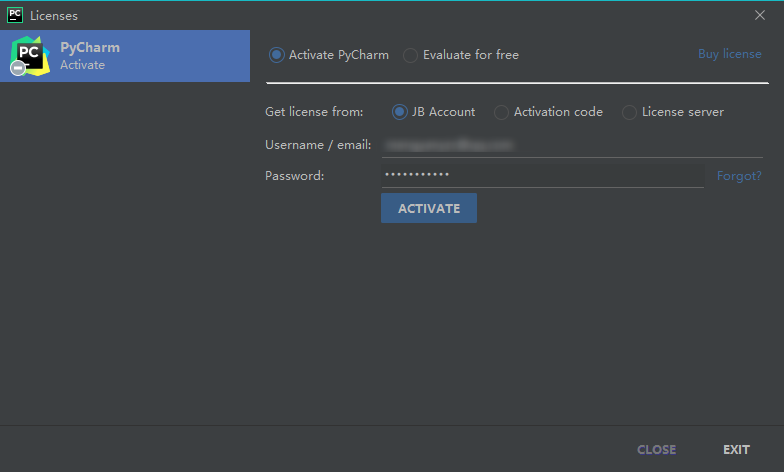 PC Licenses
PC PyCharm
Activate
Activate PyCharm Evaluate for free Buy license
Get license from: JB Account Activation code License server
Username / email:
Password: ••••••••••• Forgot?
ACTIVATE
CLOSE EXIT